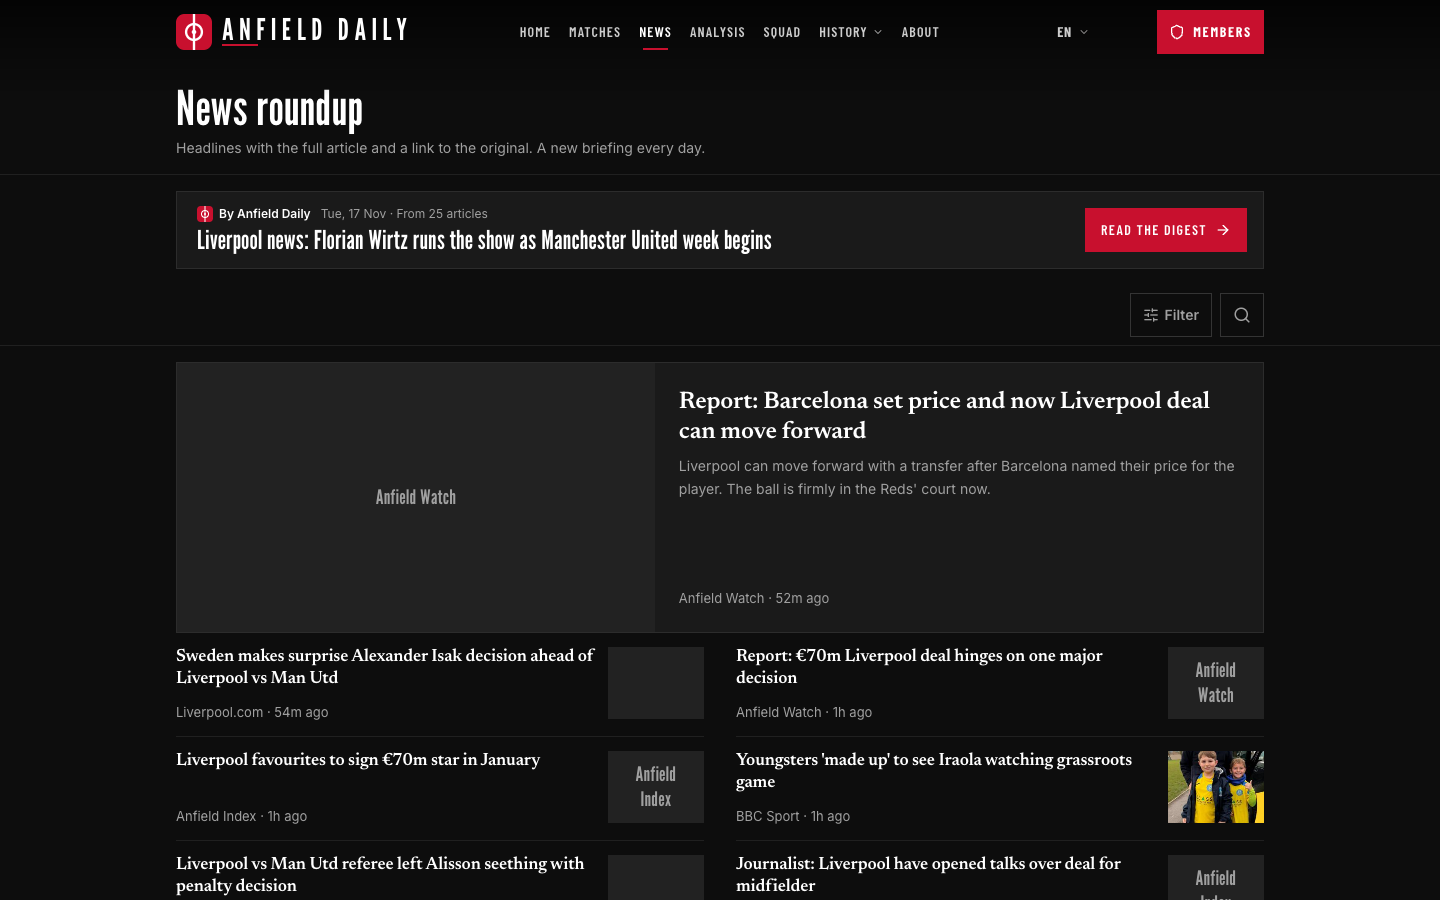 ANFIELD DAILY
HOME MATCHES NEWS ANALYSIS SQUAD HISTORY ABOUT
EN
MEMBERS
News roundup
Headlines with the full article and a link to the original. A new briefing every day.
By Anfield Daily Tue, 17 Nov · From 25 articles
Liverpool news: Florian Wirtz runs the show as Manchester United week begins
READ THE DIGEST
Filter
Anfield Watch
Report: Barcelona set price and now Liverpool deal
can move forward
Liverpool can move forward with a transfer after Barcelona named their price for the
player. The ball is firmly in the Reds' court now.
Anfield Watch · 52m ago
Sweden makes surprise Alexander Isak decision ahead of
Liverpool vs Man Utd
Liverpool.com · 54m ago
Report: €70m Liverpool deal hinges on one major
decision
Anfield Watch · 1h ago
Anfield
Watch
Liverpool favourites to sign €70m star in January
Anfield Index · 1h ago
Anfield
Index
Youngsters 'made up' to see Iraola watching grassroots
game
BBC Sport · 1h ago
Liverpool vs Man Utd referee left Alisson seething with
penalty decision
Journalist: Liverpool have opened talks over deal for
midfielder
Anfield